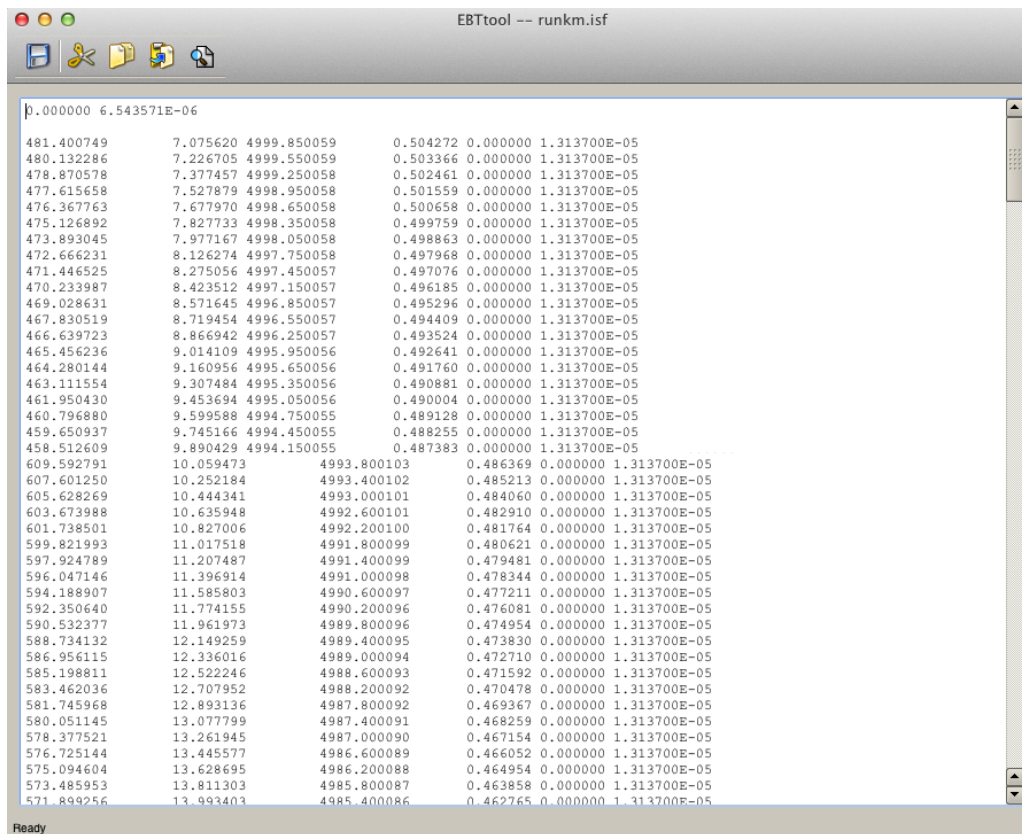 EBTtool -- runkm.isf
0.000000 6.543571E-06
481.400749 7.075620 4999.850059 0.504272 0.000000 1.313700E-05
480.132286 7.226705 4999.550059 0.503366 0.000000 1.313700E-05
478.870578 7.377457 4999.250058 0.502461 0.000000 1.313700E-05
477.615658 7.527879 4998.950058 0.501559 0.000000 1.313700E-05
476.367763 7.677970 4998.650058 0.500658 0.000000 1.313700E-05
475.126892 7.827733 4998.350058 0.499759 0.000000 1.313700E-05
473.893045 7.977167 4998.050058 0.498863 0.000000 1.313700E-05
472.666231 8.126274 4997.750058 0.497968 0.000000 1.313700E-05
471.446525 8.275056 4997.450057 0.497076 0.000000 1.313700E-05
470.233987 8.423512 4997.150057 0.496185 0.000000 1.313700E-05
469.028631 8.571645 4996.850057 0.495296 0.000000 1.313700E-05
467.830519 8.719454 4996.550057 0.494409 0.000000 1.313700E-05
466.639723 8.866942 4996.250057 0.493524 0.000000 1.313700E-05
465.456236 9.014109 4995.950056 0.492641 0.000000 1.313700E-05
464.280144 9.160956 4995.650056 0.491760 0.000000 1.313700E-05
463.111554 9.307484 4995.350056 0.490881 0.000000 1.313700E-05
461.950430 9.453694 4995.050056 0.490004 0.000000 1.313700E-05
460.796880 9.599588 4994.750055 0.489128 0.000000 1.313700E-05
459.650937 9.745166 4994.450055 0.488255 0.000000 1.313700E-05
458.512609 9.890429 4994.150055 0.487383 0.000000 1.313700E-05
609.592791 10.059473 4993.800103 0.486369 0.000000 1.313700E-05
607.601250 10.252184 4993.400102 0.485213 0.000000 1.313700E-05
605.628269 10.444341 4993.000101 0.484060 0.000000 1.313700E-05
603.673988 10.635948 4992.600101 0.482910 0.000000 1.313700E-05
601.738501 10.827006 4992.200100 0.481764 0.000000 1.313700E-05
599.821993 11.017518 4991.800099 0.480621 0.000000 1.313700E-05
597.924789 11.207487 4991.400099 0.479481 0.000000 1.313700E-05
596.047146 11.396914 4991.000098 0.478344 0.000000 1.313700E-05
594.188907 11.585803 4990.600097 0.477211 0.000000 1.313700E-05
592.350640 11.774155 4990.200096 0.476081 0.000000 1.313700E-05
590.532377 11.961973 4989.800096 0.474954 0.000000 1.313700E-05
588.734132 12.149259 4989.400095 0.473830 0.000000 1.313700E-05
586.956115 12.336016 4989.000094 0.472710 0.000000 1.313700E-05
585.198811 12.522246 4988.600093 0.471592 0.000000 1.313700E-05
583.462036 12.707952 4988.200092 0.470478 0.000000 1.313700E-05
581.745968 12.893136 4987.800092 0.469367 0.000000 1.313700E-05
580.051145 13.077799 4987.400091 0.468259 0.000000 1.313700E-05
578.377521 13.261945 4987.000090 0.467154 0.000000 1.313700E-05
576.725144 13.445577 4986.600089 0.466052 0.000000 1.313700E-05
575.094604 13.628695 4986.200088 0.464954 0.000000 1.313700E-05
573.485953 13.811303 4985.800087 0.463858 0.000000 1.313700E-05
571.899256 13.993403 4985.400086 0.462765 0.000000 1.313700E-05
Ready